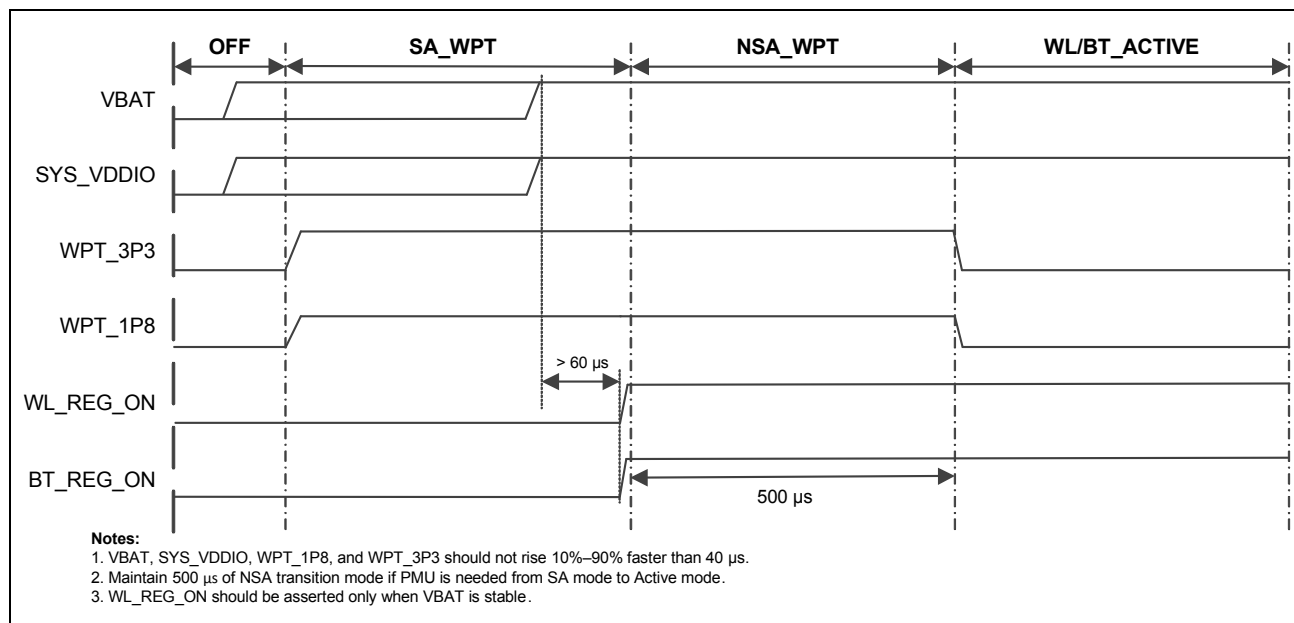 OFF SA_WPT NSA_WPT WL/BT_ACTIVE
VBAT
SYS_VDDIO
WPT_3P3
WPT_1P8
> 60 µs
WL_REG_ON
BT_REG_ON
500 µs
Notes:
1. VBAT, SYS_VDDIO, WPT_1P8, and WPT_3P3 should not rise 10%–90% faster than 40 µs.
2. Maintain 500 µs of NSA transition mode if PMU is needed from SA mode to Active mode.
3. WL_REG_ON should be asserted only when VBAT is stable.